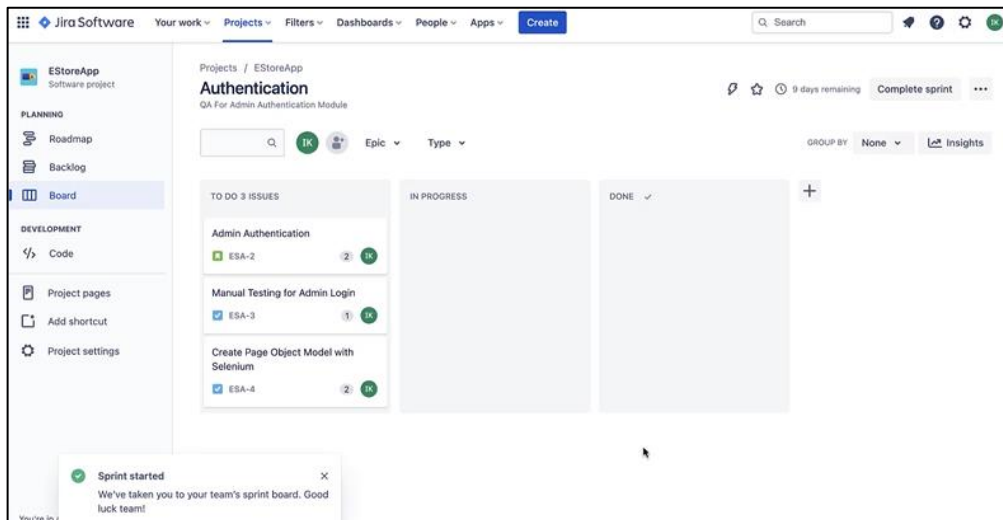 Jira Software
Your work
Projects
Filters
Dashboards
People
Apps
Create
Search
IK
EStoreApp
Software project
PLANNING
Roadmap
Backlog
Board
DEVELOPMENT
Code
Project pages
Add shortcut
Project settings
Projects / EStoreApp
Authentication
QA For Admin Authentication Module
9 days remaining
Complete sprint
IK
Epic
Type
GROUP BY
None
Insights
TO DO 3 ISSUES
Admin Authentication
ESA-2
2
IK
Manual Testing for Admin Login
ESA-3
1
IK
Create Page Object Model with
Selenium
ESA-4
2
IK
IN PROGRESS
DONE
Sprint started
We've taken you to your team's sprint board. Good
luck team!
You're in